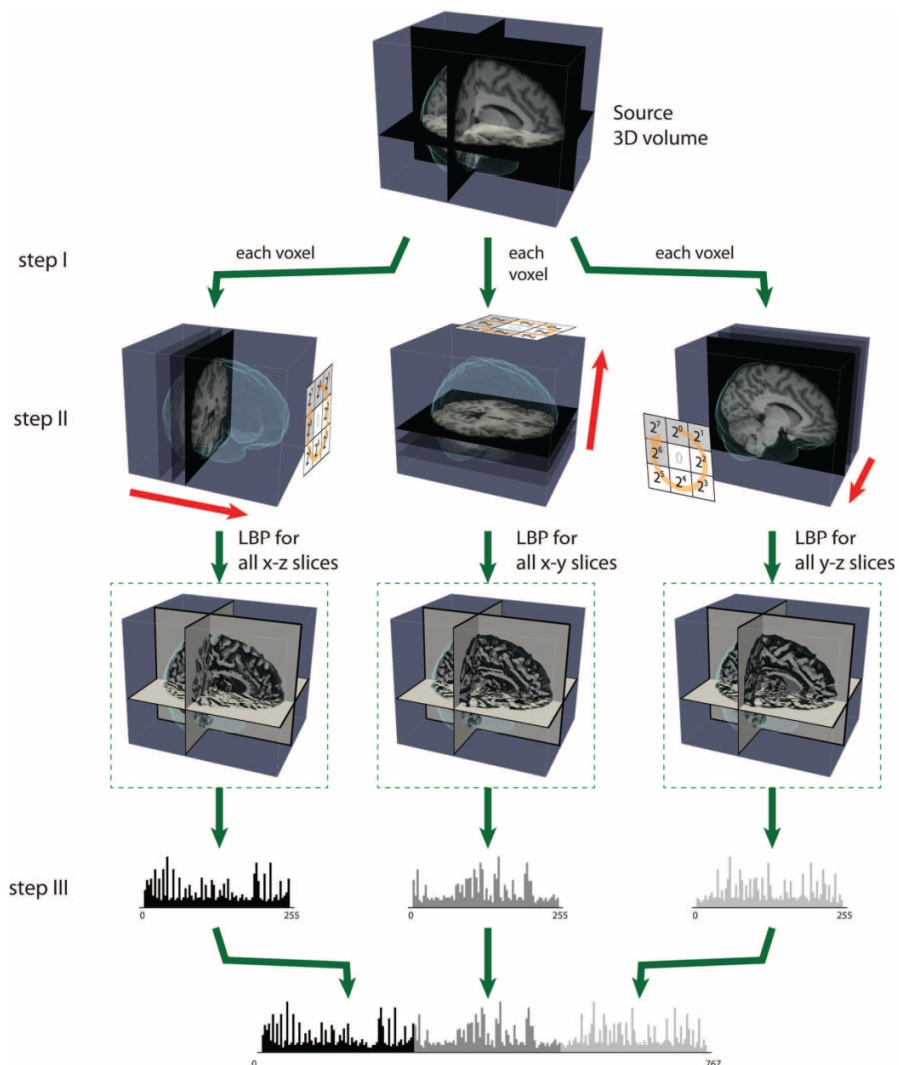 Source
3D volume
step I
each voxel
each
voxel
each voxel
step II
2⁷ 2⁰ 2¹
2⁶ 0 2²
2⁵ 2⁴ 2³
LBP for
all x-z slices
LBP for
all x-y slices
LBP for
all y-z slices
step III
0 255
0 255
0 255
0 767